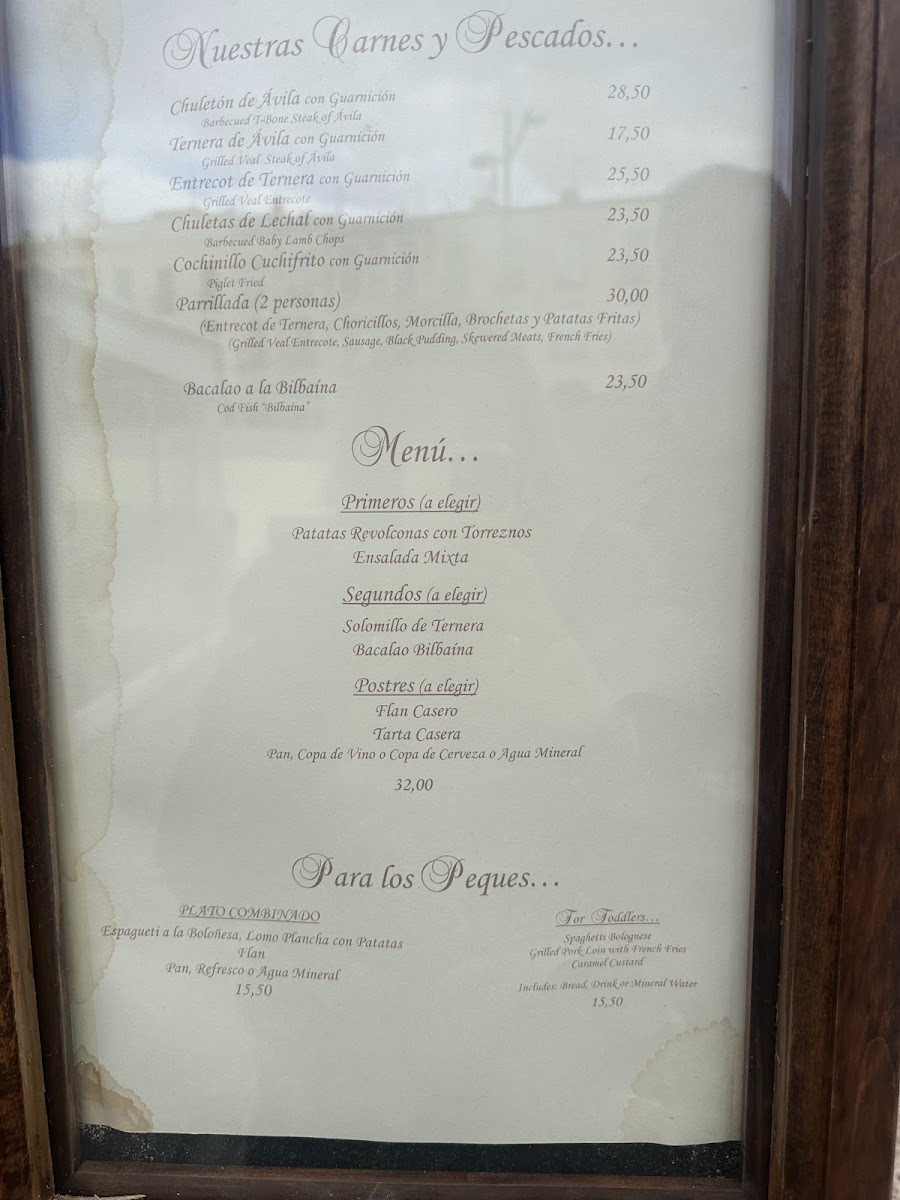 Nuestras Carnes y Pescados...
Chuletón de Ávila con Guarnición 28,50
Barbecued T-Bone Steak of Avila
Ternera de Ávila con Guarnición 17,50
Grilled Veal Steak of Ávila
Entrecot de Ternera con Guarnición 25,50
Grilled Veal Entrecote
Chuletas de Lechal con Guarnición 23,50
Barbecued Baby Lamb Chops
Cochinillo Cuchifrito con Guarnición 23,50
Piglet Fried
Parrillada (2 personas) 30,00
(Entrecot de Ternera, Choricillos, Morcilla, Brochetas y Patatas Fritas)
(Grilled Veal Entrecote, Sausage, Black Pudding, Skewered Meats, French Fries)
Bacalao a la Bilbaína 23,50
Cod Fish "Bilbaína"
Menú...
Primeros (a elegir)
Patatas Revolconas con Torreznos
Ensalada Mixta
Segundos (a elegir)
Solomillo de Ternera
Bacalao Bilbaína
Postres (a elegir)
Flan Casero
Tarta Casera
Pan, Copa de Vino o Copa de Cerveza o Agua Mineral
32,00
Para los Peques...
PLATO COMBINADO
Espagueti a la Boloñesa, Lomo Plancha con Patatas
Flan
Pan, Refresco o Agua Mineral
15,50
For Toddlers...
Spaghetti Bolognese
Grilled Pork Loin with French Fries
Caramel Custard
Includes: Bread, Drink or Mineral Water
15,50